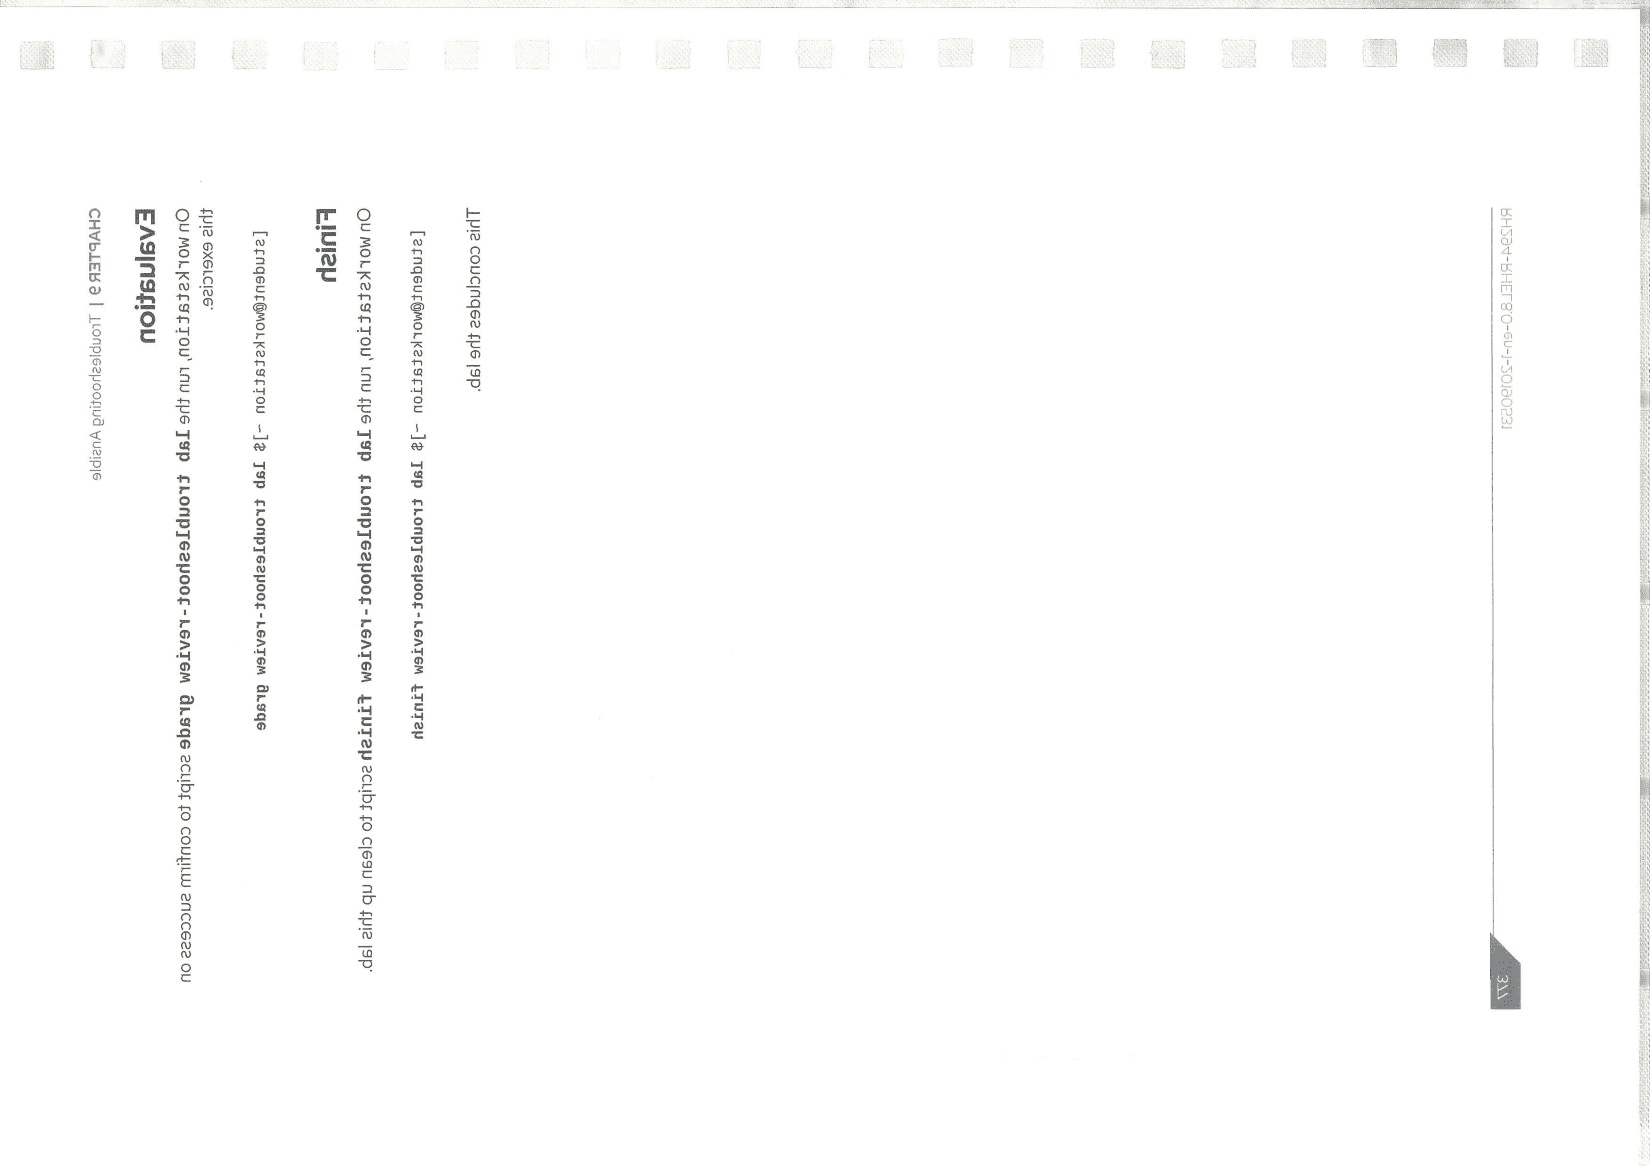 CHAPTER 9 | Troubleshooting Ansible
Evaluation
On workstation, run the lab troubleshoot-review grade script to confirm success on
this exercise.
[student@workstation ~]$ lab troubleshoot-review grade
Finish
On workstation, run the lab troubleshoot-review finish script to clean up this lab.
[student@workstation ~]$ lab troubleshoot-review finish
This concludes the lab.
RH294-RHEL8.0-en-1-20190531
377